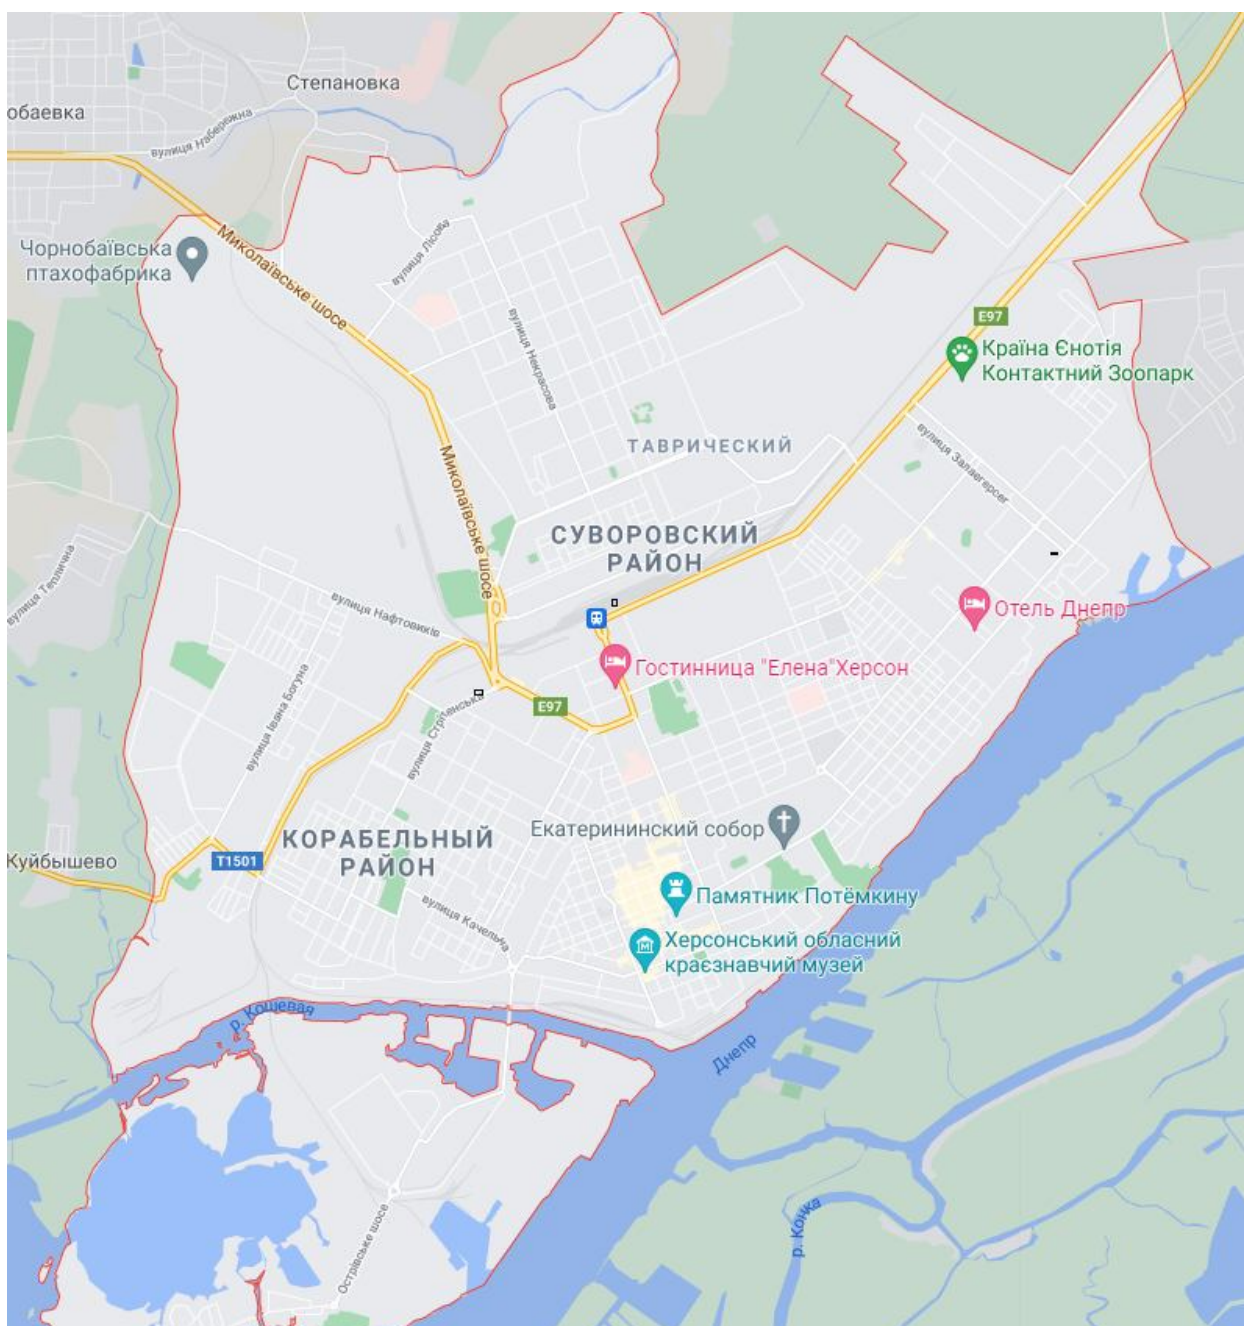 Степановка
обаевка
вулиця Набережна
Чорнобаївська
птахофабрика
Миколаївське шосе
вулиця Лісова
вулиця Некрасова
E97
Країна Єнотія
Контактний Зоопарк
ТАВРИЧЕСКИЙ
вулиця Залаегерсег
Миколаївське шосе
СУВОРОВСКИЙ
РАЙОН
вулиця Теплична
вулиця Нафтовиків
Отель Днепр
Гостинница "Елена"Херсон
вулиця Івана Богуна
вулиця Стрітенська
E97
Екатерининский собор
КОРАБЕЛЬНЫЙ
РАЙОН
Куйбышево
T1501
Памятник Потёмкину
вулиця Качельна
Херсонський обласний
краєзнавчий музей
р. Кошевая
Днепр
р. Конка
Острівське шосе